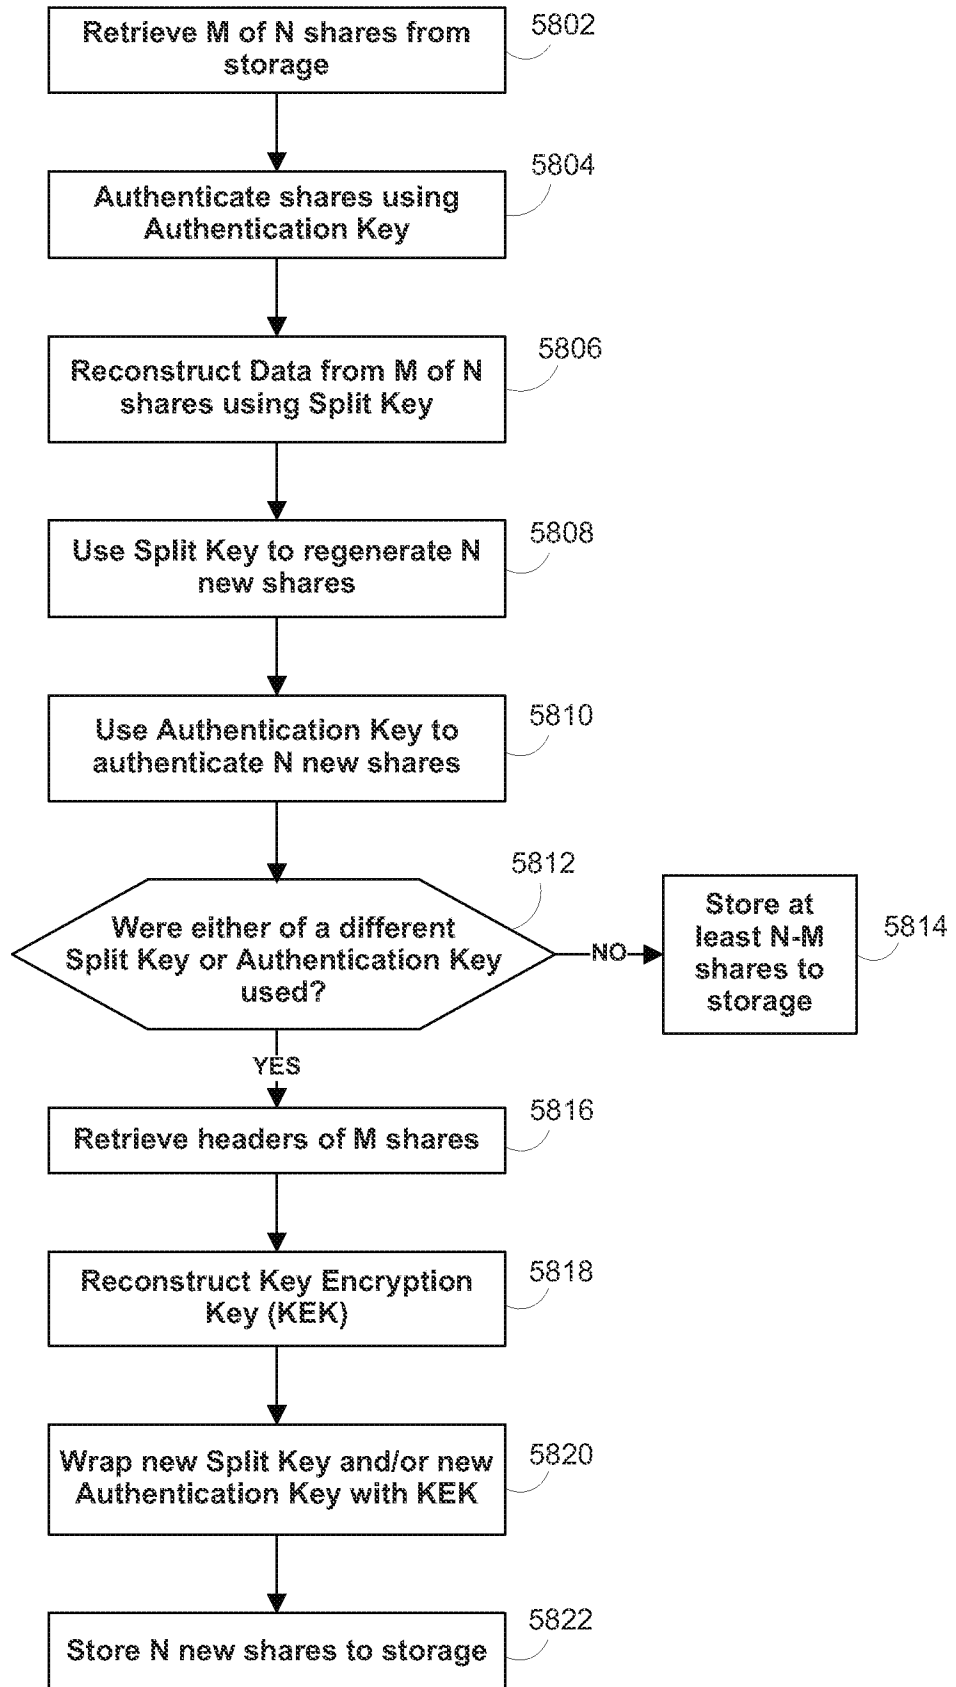 Retrieve M of N shares from
storage
5802
Authenticate shares using
Authentication Key
5804
Reconstruct Data from M of N
shares using Split Key
5806
Use Split Key to regenerate N
new shares
5808
Use Authentication Key to
authenticate N new shares
5810
Were either of a different
Split Key or Authentication Key
used?
5812
NO
Store at
least N-M
shares to
storage
5814
YES
Retrieve headers of M shares
5816
Reconstruct Key Encryption
Key (KEK)
5818
Wrap new Split Key and/or new
Authentication Key with KEK
5820
Store N new shares to storage
5822